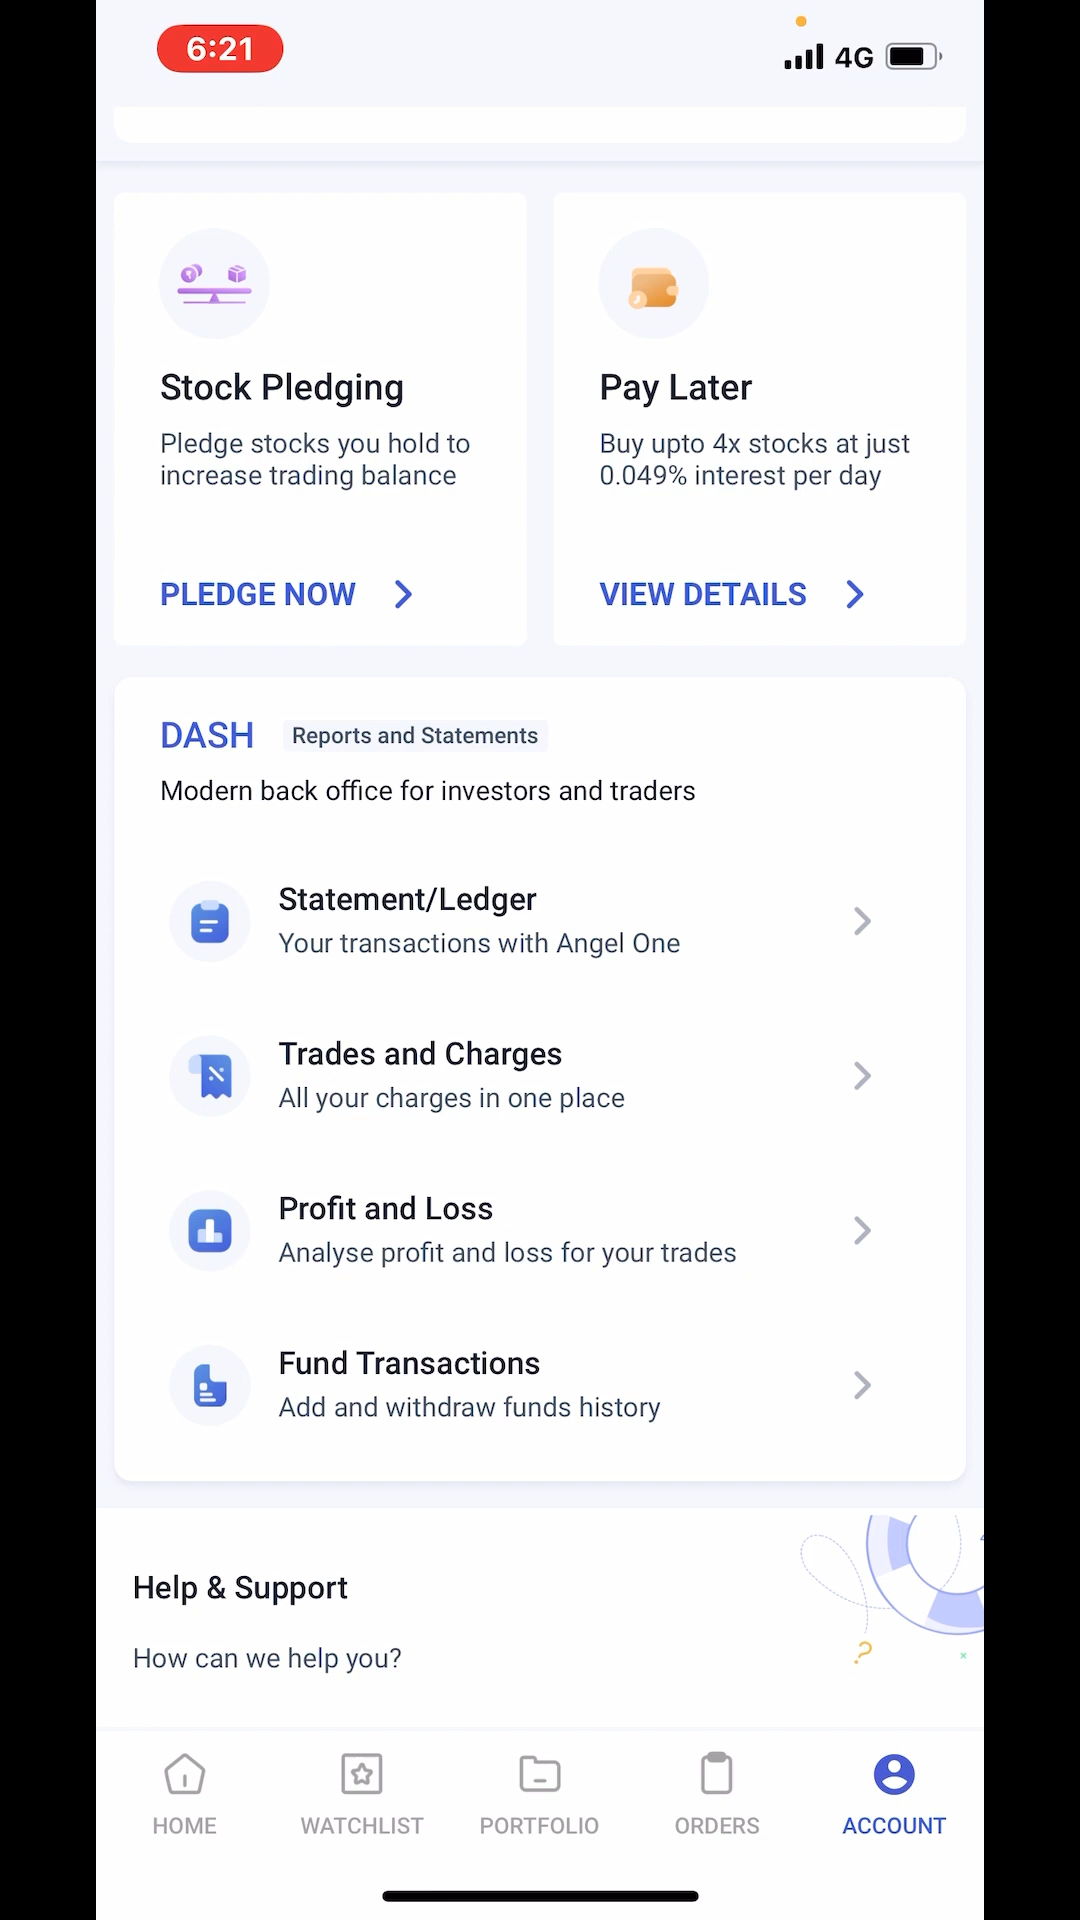 6:21
4G
Stock Pledging
Pledge stocks you hold to
increase trading balance
PLEDGE NOW
Pay Later
Buy upto 4x stocks at just
0.049% interest per day
VIEW DETAILS
DASH Reports and Statements
Modern back office for investors and traders
Statement/Ledger
Your transactions with Angel One
Trades and Charges
All your charges in one place
Profit and Loss
Analyse profit and loss for your trades
Fund Transactions
Add and withdraw funds history
Help & Support
How can we help you?
HOME WATCHLIST PORTFOLIO ORDERS ACCOUNT